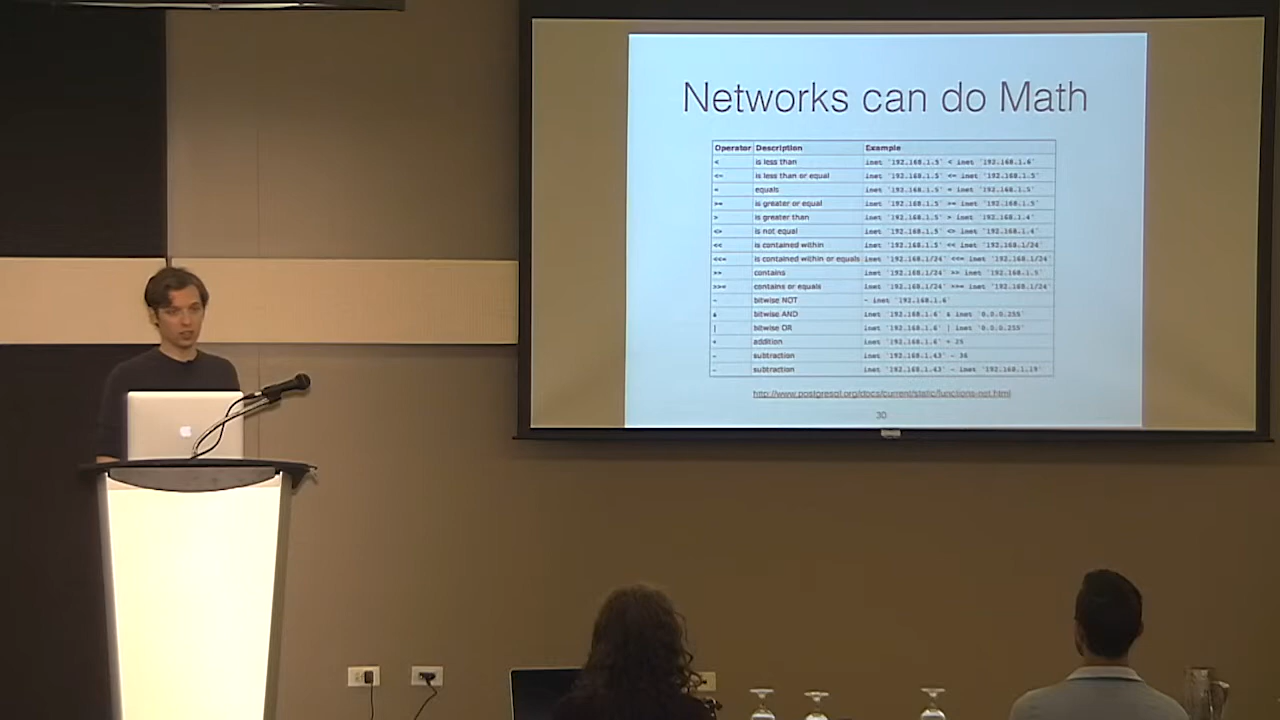 Networks can do Math
Operator Description Example
< is less than inet '192.168.1.5' < inet '192.168.1.6'
<= is less than or equal inet '192.168.1.5' <= inet '192.168.1.5'
= equals inet '192.168.1.5' = inet '192.168.1.5'
>= is greater or equal inet '192.168.1.5' >= inet '192.168.1.5'
> is greater than inet '192.168.1.5' > inet '192.168.1.4'
<> is not equal inet '192.168.1.5' <> inet '192.168.1.4'
<< is contained within inet '192.168.1.5' << inet '192.168.1/24'
<<= is contained within or equals inet '192.168.1/24' <<= inet '192.168.1/24'
>> contains inet '192.168.1/24' >> inet '192.168.1.5'
>>= contains or equals inet '192.168.1/24' >>= inet '192.168.1/24'
~ bitwise NOT ~ inet '192.168.1.6'
& bitwise AND inet '192.168.1.6' & inet '0.0.0.255'
| bitwise OR inet '192.168.1.6' | inet '0.0.0.255'
+ addition inet '192.168.1.6' + 25
- subtraction inet '192.168.1.43' - 36
- subtraction inet '192.168.1.43' - inet '192.168.1.19'
http://www.postgresql.org/docs/current/static/functions-net.html
30